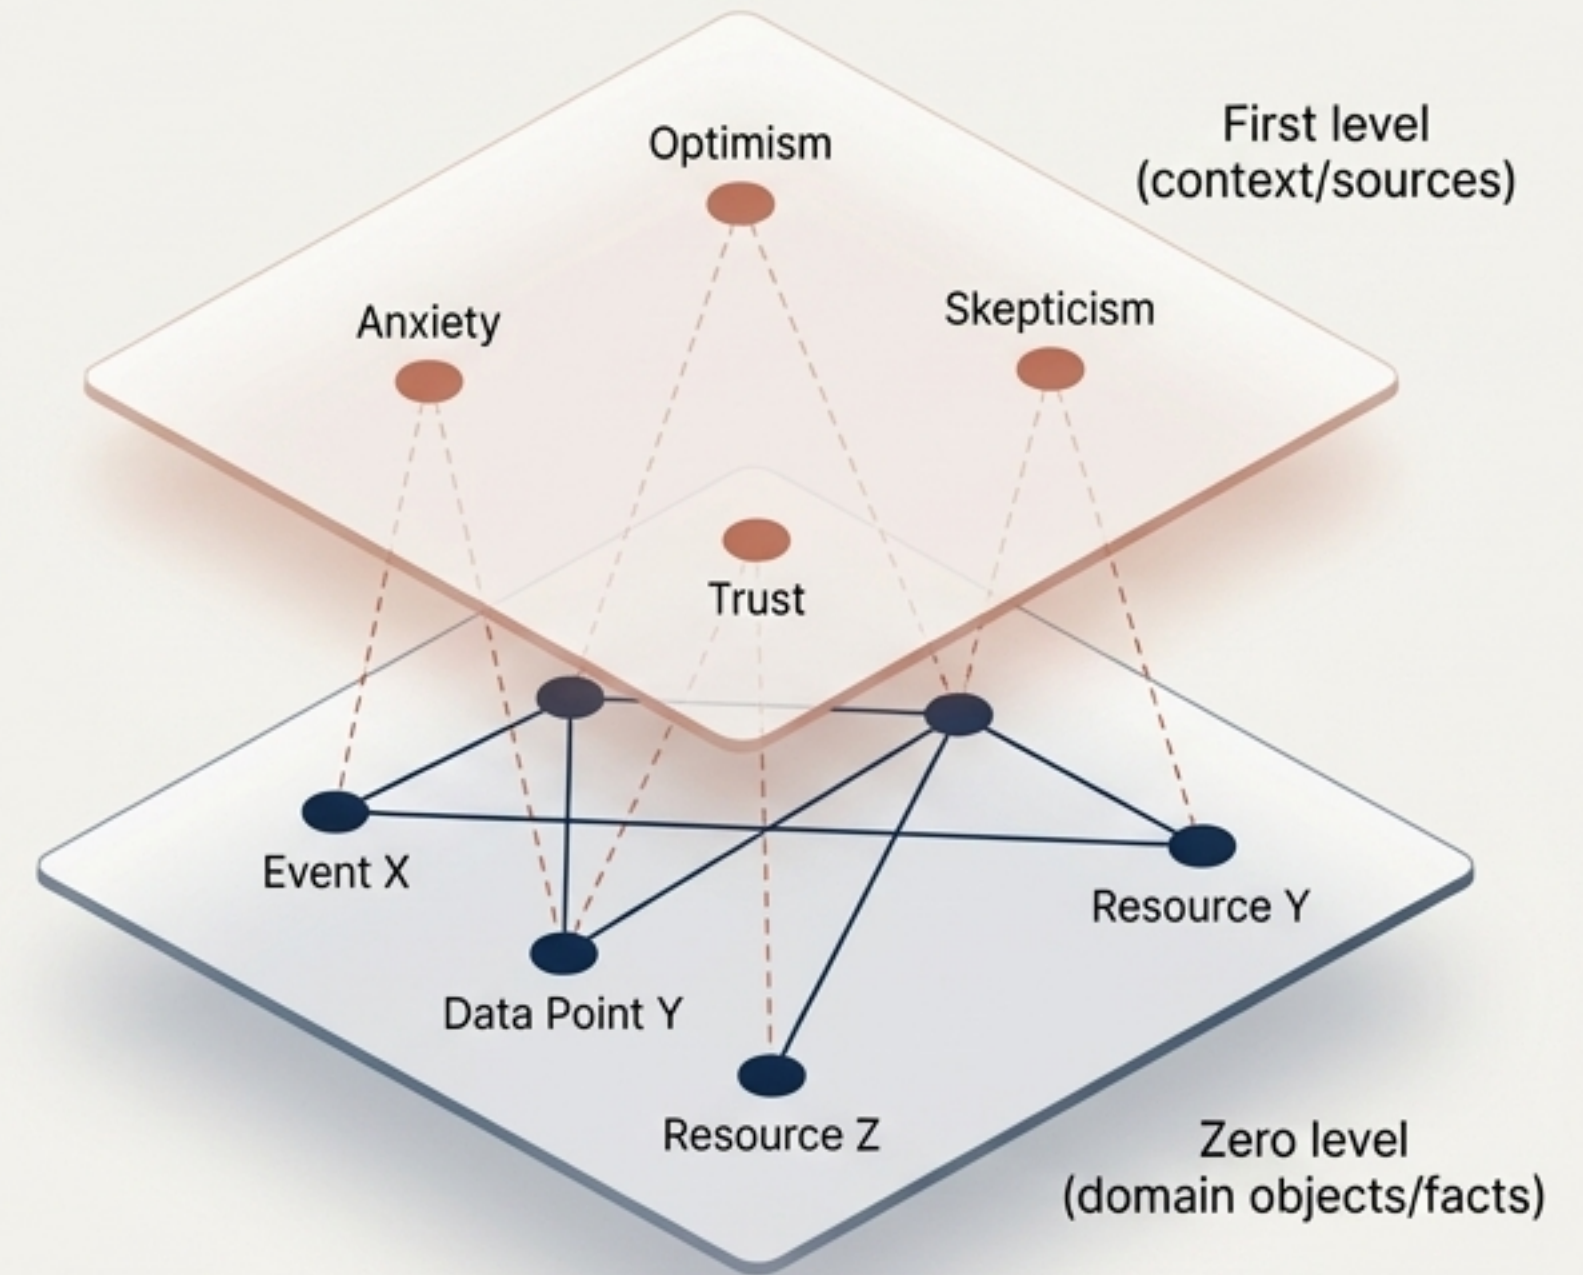 Optimism
First level
(context/sources)
Anxiety
Skepticism
Trust
Event X
Resource Y
Data Point Y
Resource Z
Zero level
(domain objects/facts)